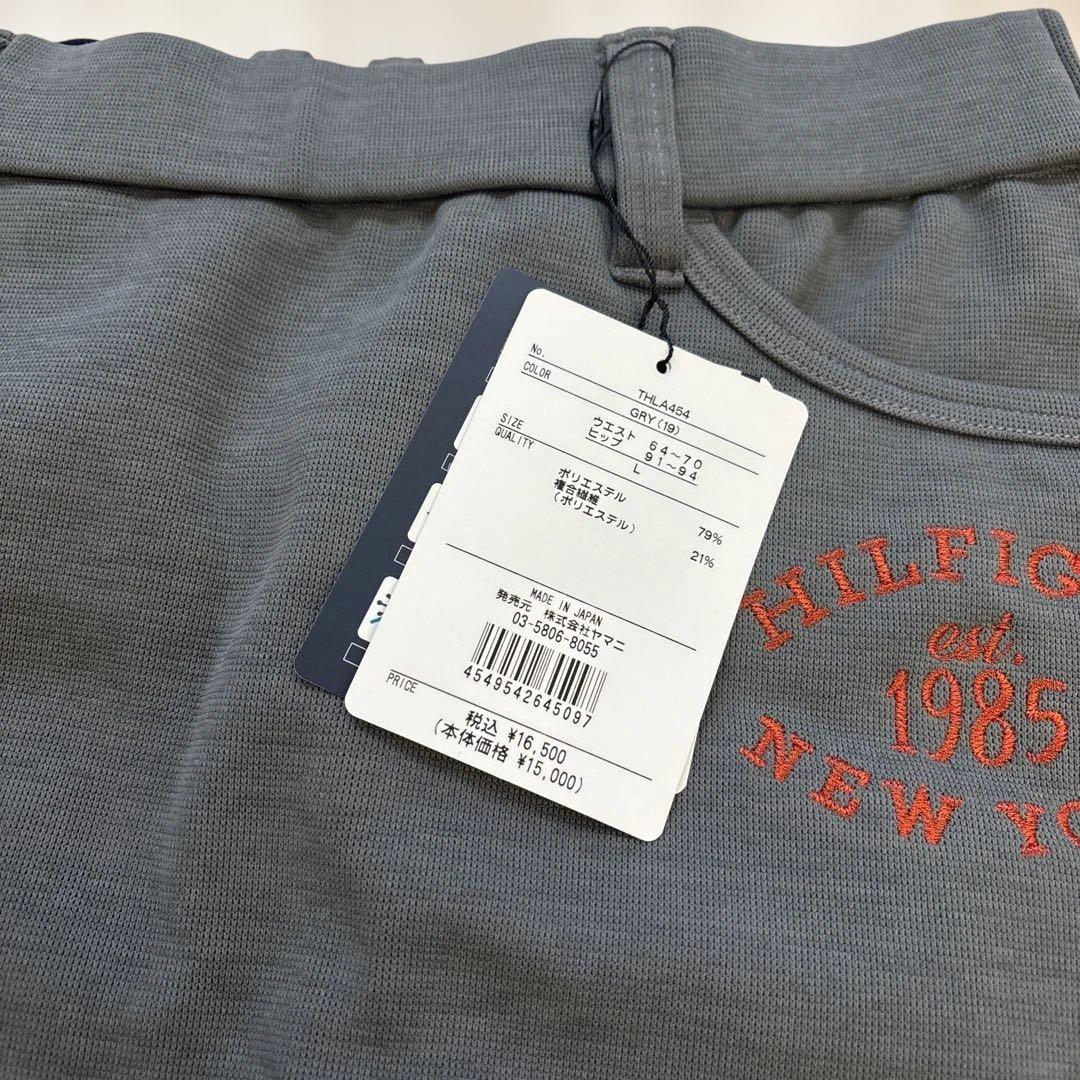 No.
THLA454
COLOR
GRY(19)
SIZE
ウエスト 64～70
ヒップ 91～94
L
QUALITY
ポリエステル 79%
複合繊維
(ポリエステル) 21%
MADE IN JAPAN
発売元 株式会社ヤマニ
03-5806-8055
4549542645097
PRICE
税込 ¥16,500
(本体価格 ¥15,000)
HILFIG
est.
1985
NEW YO